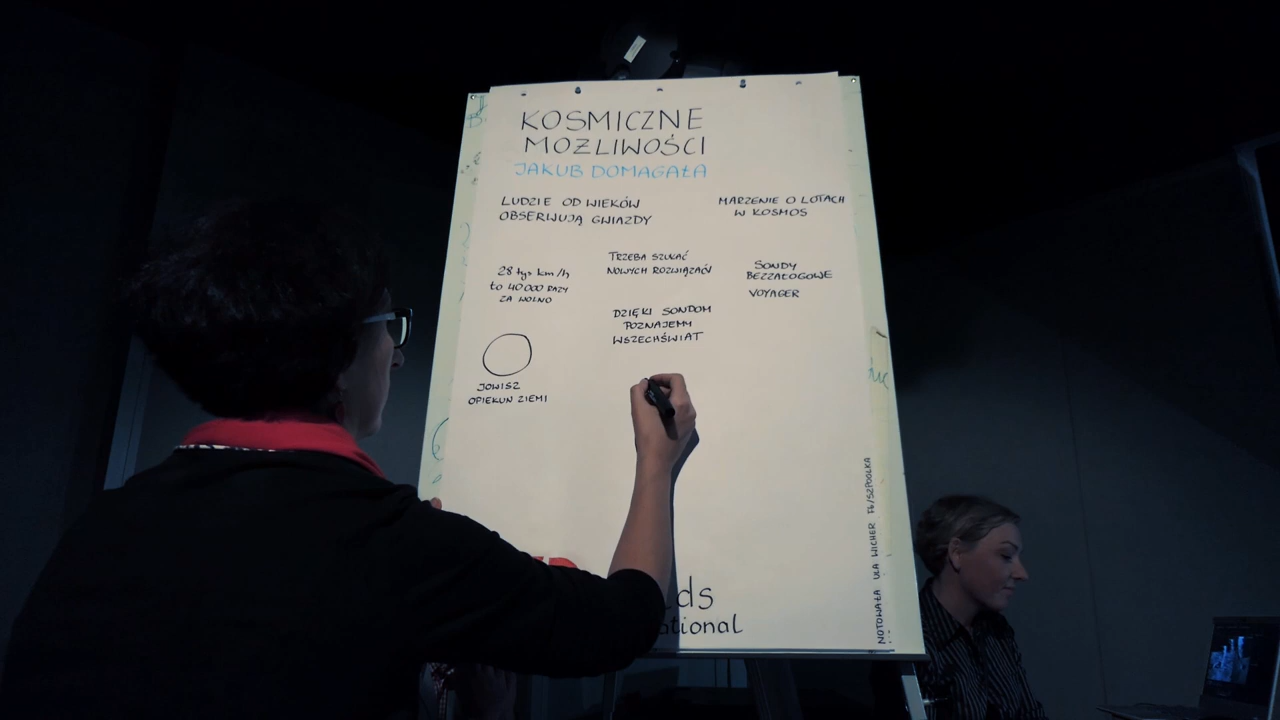 KOSMICZNE
MOŻLIWOŚCI
JAKUB DOMAGAŁA
LUDZIE OD WIEKÓW
OBSERWUJĄ GWIAZDY
MARZENIE O LOTACH
W KOSMOS
28 tys km/h
to 40 000 RAZY
ZA WOLNO
TRZEBA SZUKAĆ
NOWYCH ROZWIĄZAŃ
SONDY
BEZZAŁOGOWE
VOYAGER
DZIĘKI SONDOM
POZNAJEMY
WSZECHŚWIAT
JOWISZ
OPIEKUN ZIEMI
NOTOWAŁA ULA WICHER FB/SZPOOLKA